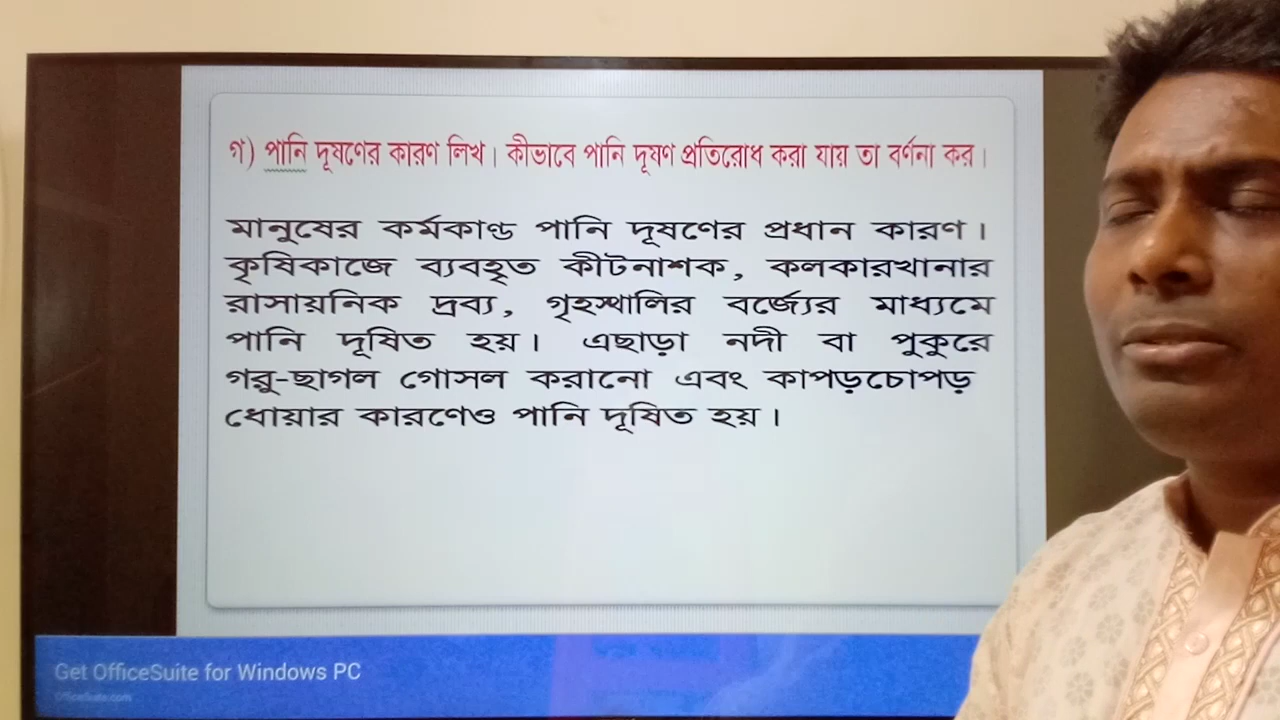 গ) পানি দূষণের কারণ লিখ। কীভাবে পানি দূষণ প্রতিরোধ করা যায় তা বর্ণনা কর।
মানুষের কর্মকাণ্ড পানি দূষণের প্রধান কারণ।
কৃষিকাজে ব্যবহৃত কীটনাশক, কলকারখানার
রাসায়নিক দ্রব্য, গৃহস্থালির বর্জ্যের মাধ্যমে
পানি দূষিত হয়। এছাড়া নদী বা পুকুরে
গরু-ছাগল গোসল করানো এবং কাপড়চোপড়
ধোয়ার কারণেও পানি দূষিত হয়।
Get OfficeSuite for Windows PC
OfficeSuite.com